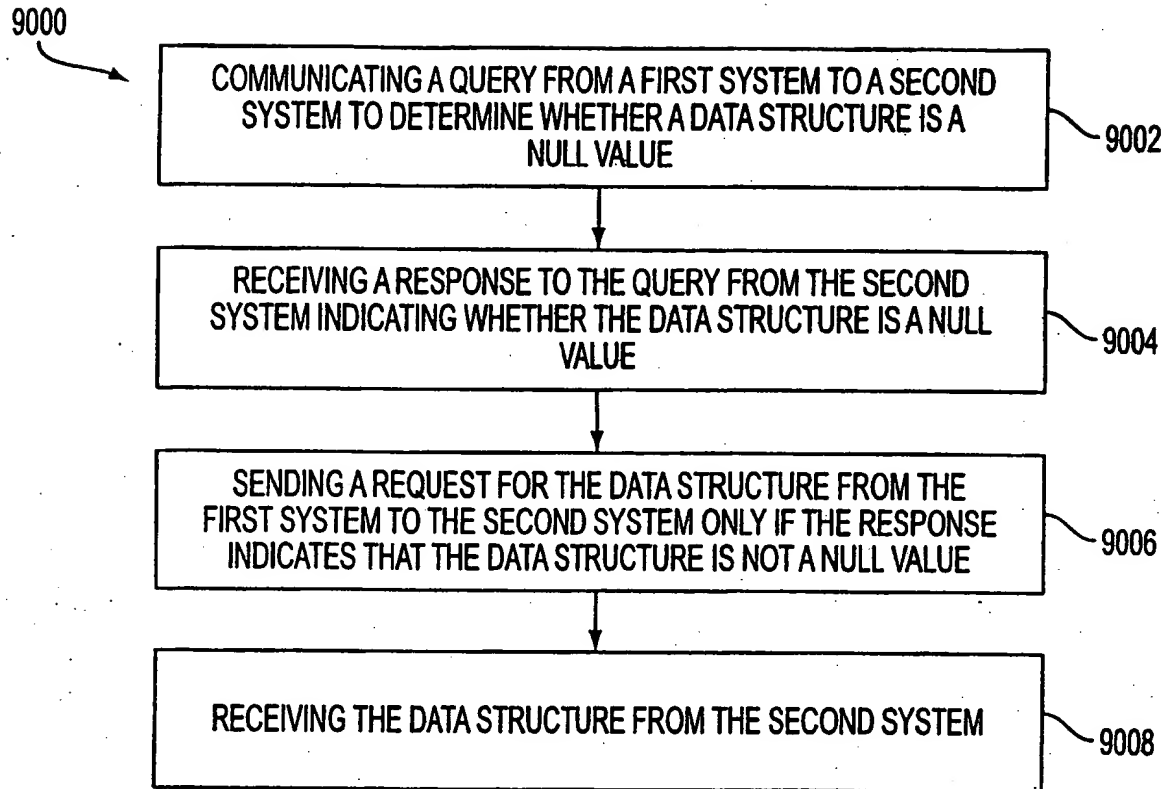 9000
COMMUNICATING A QUERY FROM A FIRST SYSTEM TO A SECOND
SYSTEM TO DETERMINE WHETHER A DATA STRUCTURE IS A
NULL VALUE
9002
RECEIVING A RESPONSE TO THE QUERY FROM THE SECOND
SYSTEM INDICATING WHETHER THE DATA STRUCTURE IS A NULL
VALUE
9004
SENDING A REQUEST FOR THE DATA STRUCTURE FROM THE
FIRST SYSTEM TO THE SECOND SYSTEM ONLY IF THE RESPONSE
INDICATES THAT THE DATA STRUCTURE IS NOT A NULL VALUE
9006
RECEIVING THE DATA STRUCTURE FROM THE SECOND SYSTEM
9008